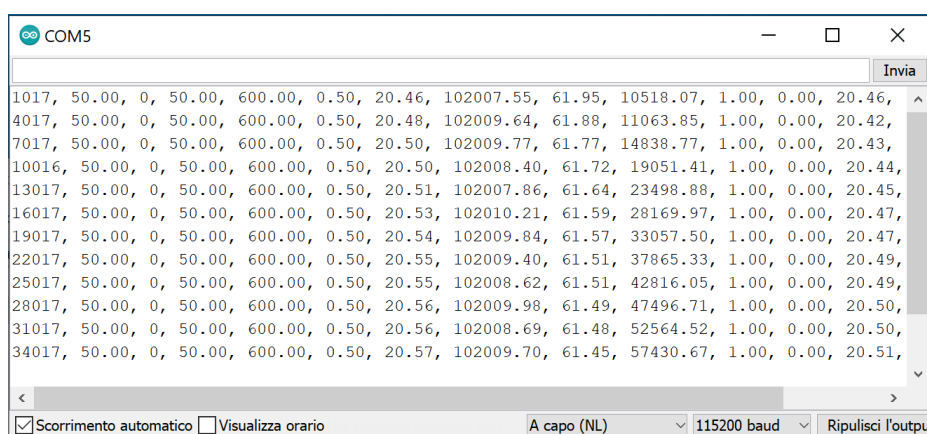 COM5
Invia
1017, 50.00, 0, 50.00, 600.00, 0.50, 20.46, 102007.55, 61.95, 10518.07, 1.00, 0.00, 20.46,
4017, 50.00, 0, 50.00, 600.00, 0.50, 20.48, 102009.64, 61.88, 11063.85, 1.00, 0.00, 20.42,
7017, 50.00, 0, 50.00, 600.00, 0.50, 20.50, 102009.77, 61.77, 14838.77, 1.00, 0.00, 20.43,
10016, 50.00, 0, 50.00, 600.00, 0.50, 20.50, 102008.40, 61.72, 19051.41, 1.00, 0.00, 20.44,
13017, 50.00, 0, 50.00, 600.00, 0.50, 20.51, 102007.86, 61.64, 23498.88, 1.00, 0.00, 20.45,
16017, 50.00, 0, 50.00, 600.00, 0.50, 20.53, 102010.21, 61.59, 28169.97, 1.00, 0.00, 20.47,
19017, 50.00, 0, 50.00, 600.00, 0.50, 20.54, 102009.84, 61.57, 33057.50, 1.00, 0.00, 20.47,
22017, 50.00, 0, 50.00, 600.00, 0.50, 20.55, 102009.40, 61.51, 37865.33, 1.00, 0.00, 20.49,
25017, 50.00, 0, 50.00, 600.00, 0.50, 20.55, 102008.62, 61.51, 42816.05, 1.00, 0.00, 20.49,
28017, 50.00, 0, 50.00, 600.00, 0.50, 20.56, 102009.98, 61.49, 47496.71, 1.00, 0.00, 20.50,
31017, 50.00, 0, 50.00, 600.00, 0.50, 20.56, 102008.69, 61.48, 52564.52, 1.00, 0.00, 20.50,
34017, 50.00, 0, 50.00, 600.00, 0.50, 20.57, 102009.70, 61.45, 57430.67, 1.00, 0.00, 20.51,
Scorrimento automatico Visualizza orario A capo (NL) 115200 baud Ripulisci l'outpu